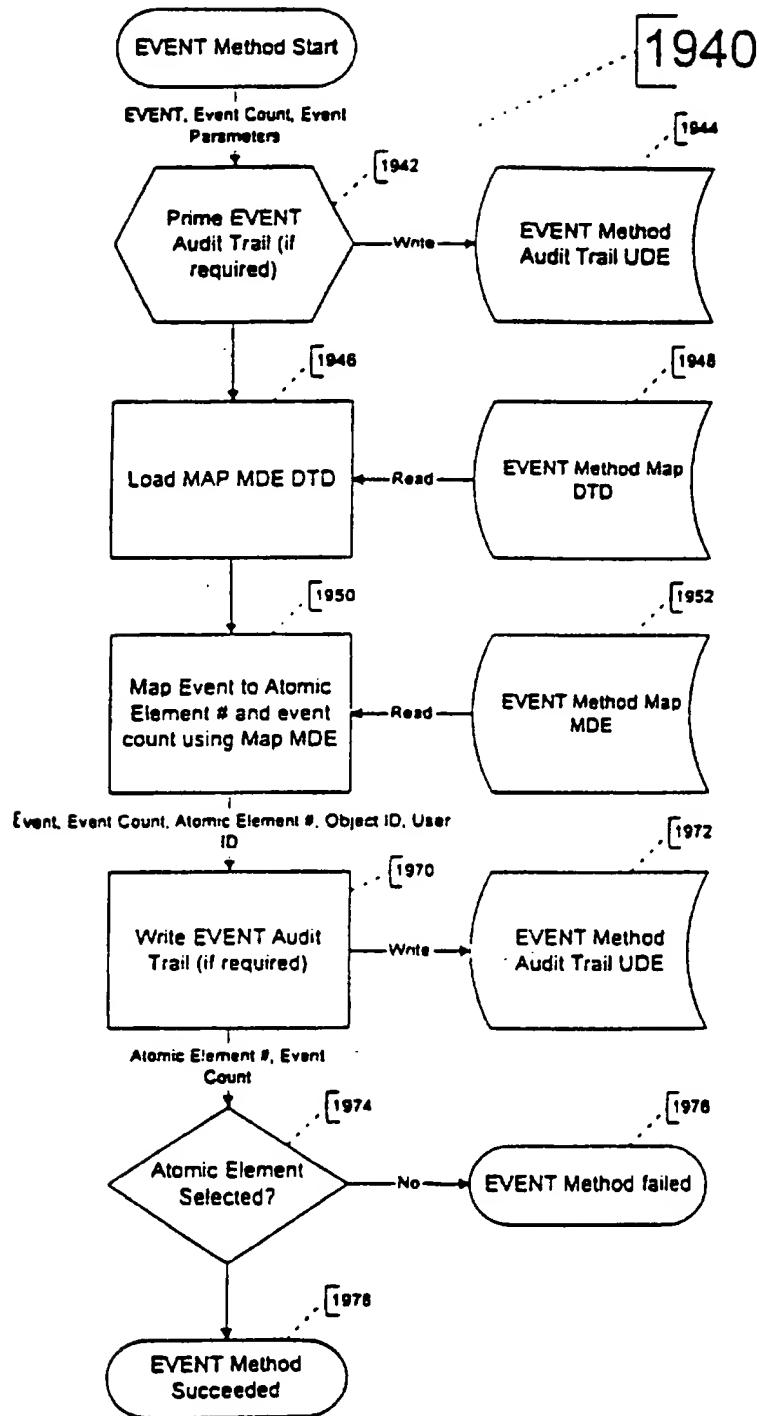 EVENT Method Start
1940
EVENT, Event Count, Event
Parameters
1942
1944
Prime EVENT
Audit Trail (if
required)
Write
EVENT Method
Audit Trail UDE
1946
1948
Load MAP MDE DTD
Read
EVENT Method Map
DTD
1950
1952
Map Event to Atomic
Element # and event
count using Map MDE
Read
EVENT Method Map
MDE
Event, Event Count, Atomic Element #, Object ID, User
ID
1970
1972
Write EVENT Audit
Trail (if required)
Write
EVENT Method
Audit Trail UDE
Atomic Element #, Event
Count
1974
1976
Atomic Element
Selected?
No
EVENT Method failed
1978
EVENT Method
Succeeded